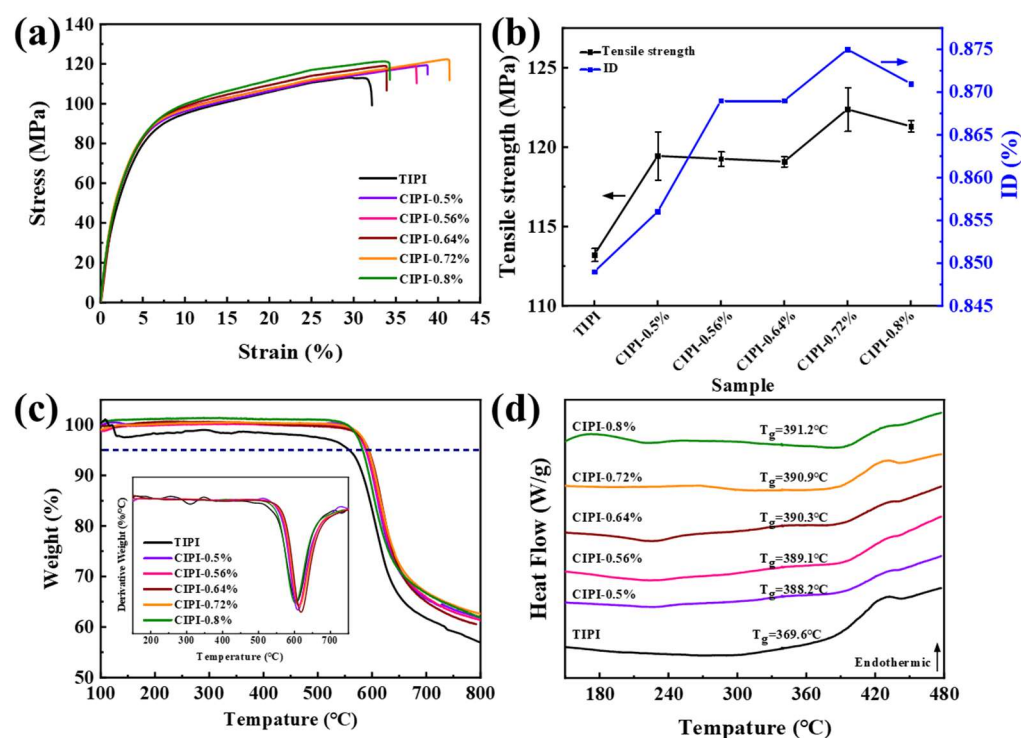 (a)
140
120
100
80
60
40
20
0
Stress (MPa)
TIPI
CIPI-0.5%
CIPI-0.56%
CIPI-0.64%
CIPI-0.72%
CIPI-0.8%
0 5 10 15 20 25 30 35 40 45
Strain (%)
(b)
Tensile strength
ID
125
120
115
110
Tensile strength (MPa)
0.875
0.870
0.865
0.860
0.855
0.850
0.845
ID (%)
TIPI
CIPI-0.5%
CIPI-0.56%
CIPI-0.64%
CIPI-0.72%
CIPI-0.8%
Sample
(c)
100
90
80
70
60
50
Weight (%)
Derivative Weight (%/°C)
TIPI
CIPI-0.5%
CIPI-0.56%
CIPI-0.64%
CIPI-0.72%
CIPI-0.8%
200 300 400 500 600 700
Temperature (°C)
100 200 300 400 500 600 700 800
Tempature (°C)
(d)
Heat Flow (W/g)
CIPI-0.8%
Tg=391.2°C
CIPI-0.72%
Tg=390.9°C
CIPI-0.64%
Tg=390.3°C
CIPI-0.56%
Tg=389.1°C
CIPI-0.5%
Tg=388.2°C
TIPI
Tg=369.6°C
Endothermic
180 240 300 360 420 480
Tempature (°C)